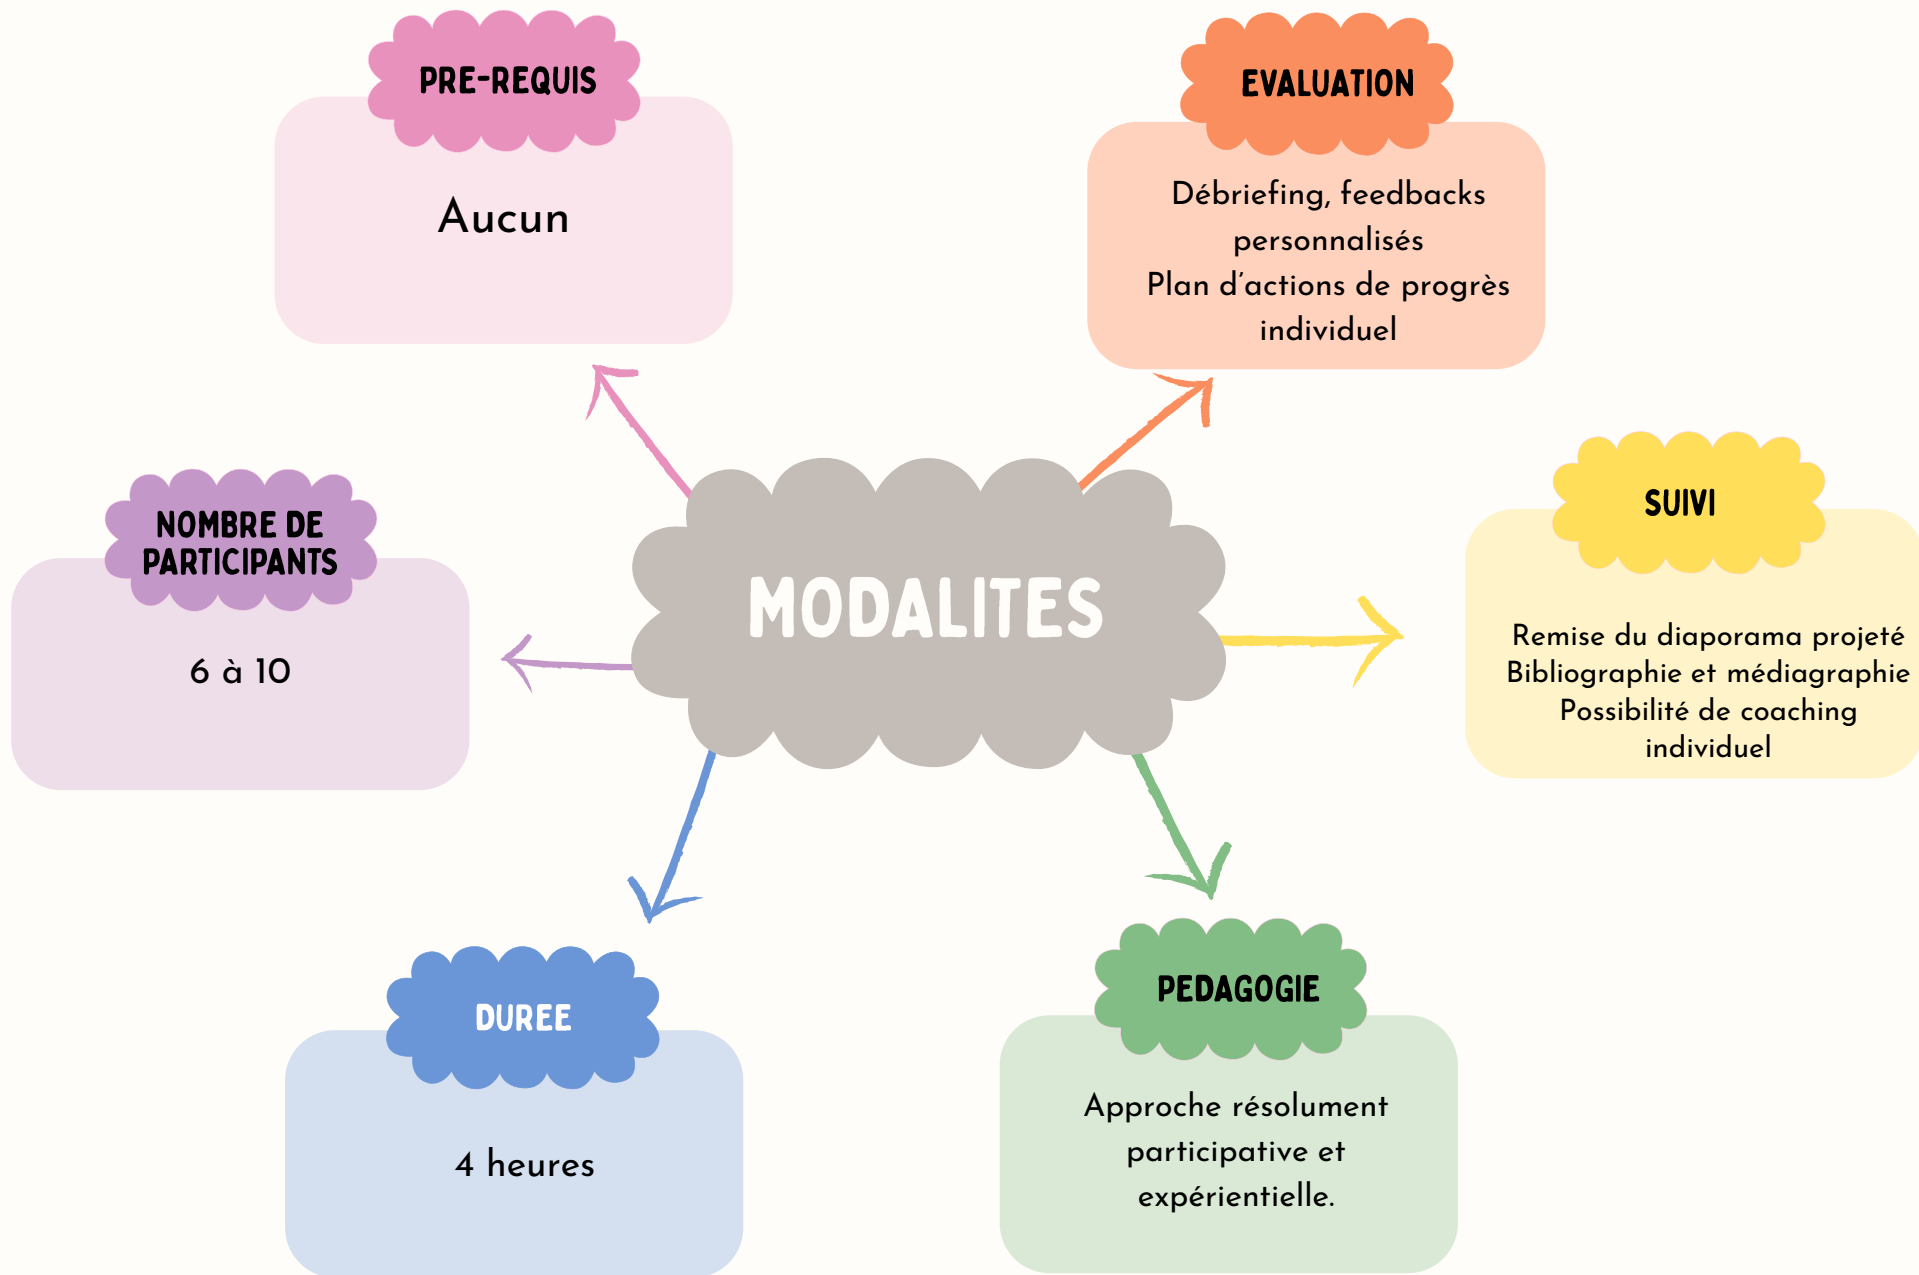 PRE-REQUIS
Aucun
EVALUATION
Débriefing, feedbacks
personnalisés
Plan d'actions de progrès
individuel
NOMBRE DE
PARTICIPANTS
6 à 10
MODALITES
SUIVI
Remise du diaporama projeté
Bibliographie et médiagraphie
Possibilité de coaching
individuel
DUREE
4 heures
PEDAGOGIE
Approche résolument
participative et
expérientielle.